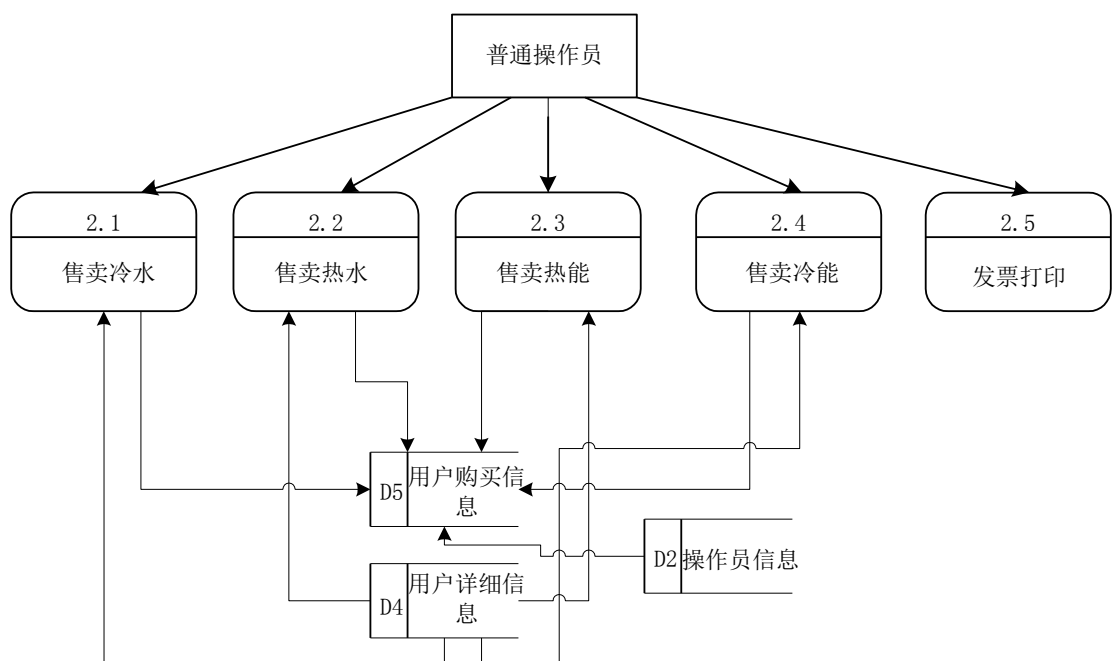 普通操作员
2.1
售卖冷水
2.2
售卖热水
2.3
售卖热能
2.4
售卖冷能
2.5
发票打印
D5
用户购买信
息
D2
操作员信息
D4
用户详细信
息